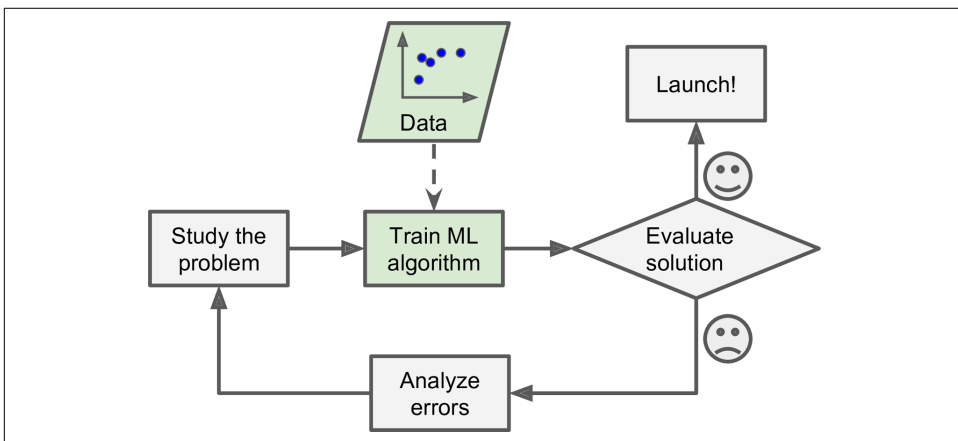 Data
Launch!
Study the
problem
Train ML
algorithm
Evaluate
solution
Analyze
errors